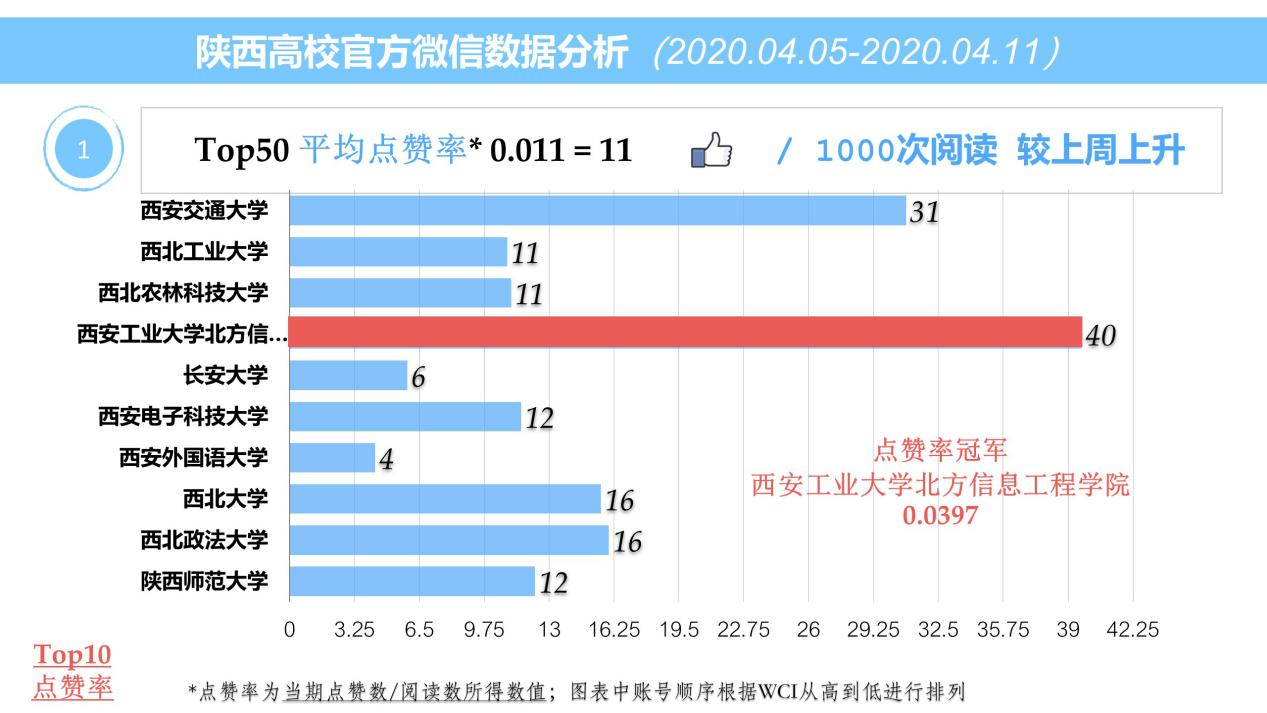 陕西高校官方微信数据分析（2020.04.05-2020.04.11）
1
Top50 平均点赞率* 0.011 = 11 / 1000次阅读 较上周上升
西安交通大学 31
西北工业大学 11
西北农林科技大学 11
西安工业大学北方信... 40
长安大学 6
西安电子科技大学 12
西安外国语大学 4
西北大学 16
西北政法大学 16
陕西师范大学 12
点赞率冠军
西安工业大学北方信息工程学院
0.0397
0 3.25 6.5 9.75 13 16.25 19.5 22.75 26 29.25 32.5 35.75 39 42.25
Top10
点赞率
*点赞率为当期点赞数/阅读数所得数值；图表中账号顺序根据WCI从高到低进行排列